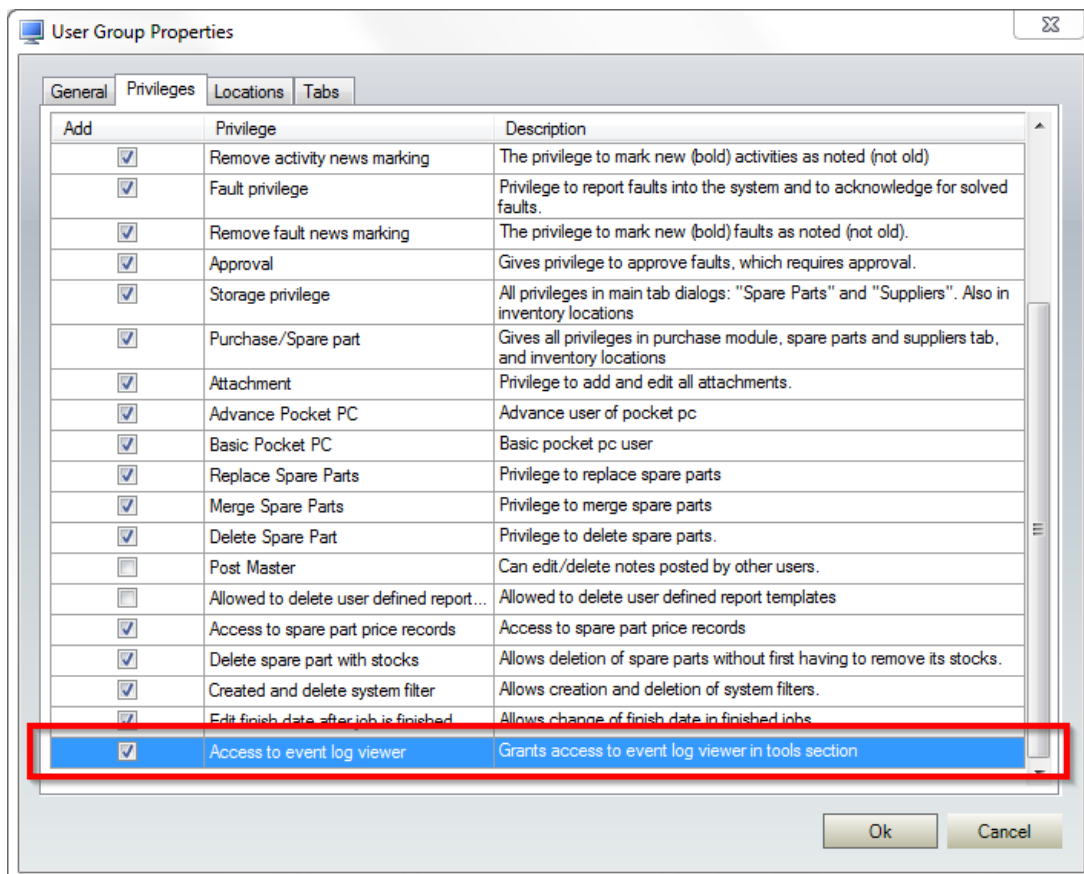 User Group Properties
General Privileges Locations Tabs
Add Privilege Description
Remove activity news marking The privilege to mark new (bold) activities as noted (not old)
Fault privilege Privilege to report faults into the system and to acknowledge for solved
faults.
Remove fault news marking The privilege to mark new (bold) faults as noted (not old).
Approval Gives privilege to approve faults, which requires approval.
Storage privilege All privileges in main tab dialogs: "Spare Parts" and "Suppliers". Also in
inventory locations
Purchase/Spare part Gives all privileges in purchase module, spare parts and suppliers tab,
and inventory locations
Attachment Privilege to add and edit all attachments.
Advance Pocket PC Advance user of pocket pc
Basic Pocket PC Basic pocket pc user
Replace Spare Parts Privilege to replace spare parts
Merge Spare Parts Privilege to merge spare parts
Delete Spare Part Privilege to delete spare parts.
Post Master Can edit/delete notes posted by other users.
Allowed to delete user defined report... Allowed to delete user defined report templates
Access to spare part price records Access to spare part price records
Delete spare part with stocks Allows deletion of spare parts without first having to remove its stocks.
Created and delete system filter Allows creation and deletion of system filters.
Edit finish date after job is finished Allows change of finish date in finished jobs
Access to event log viewer Grants access to event log viewer in tools section
Ok Cancel